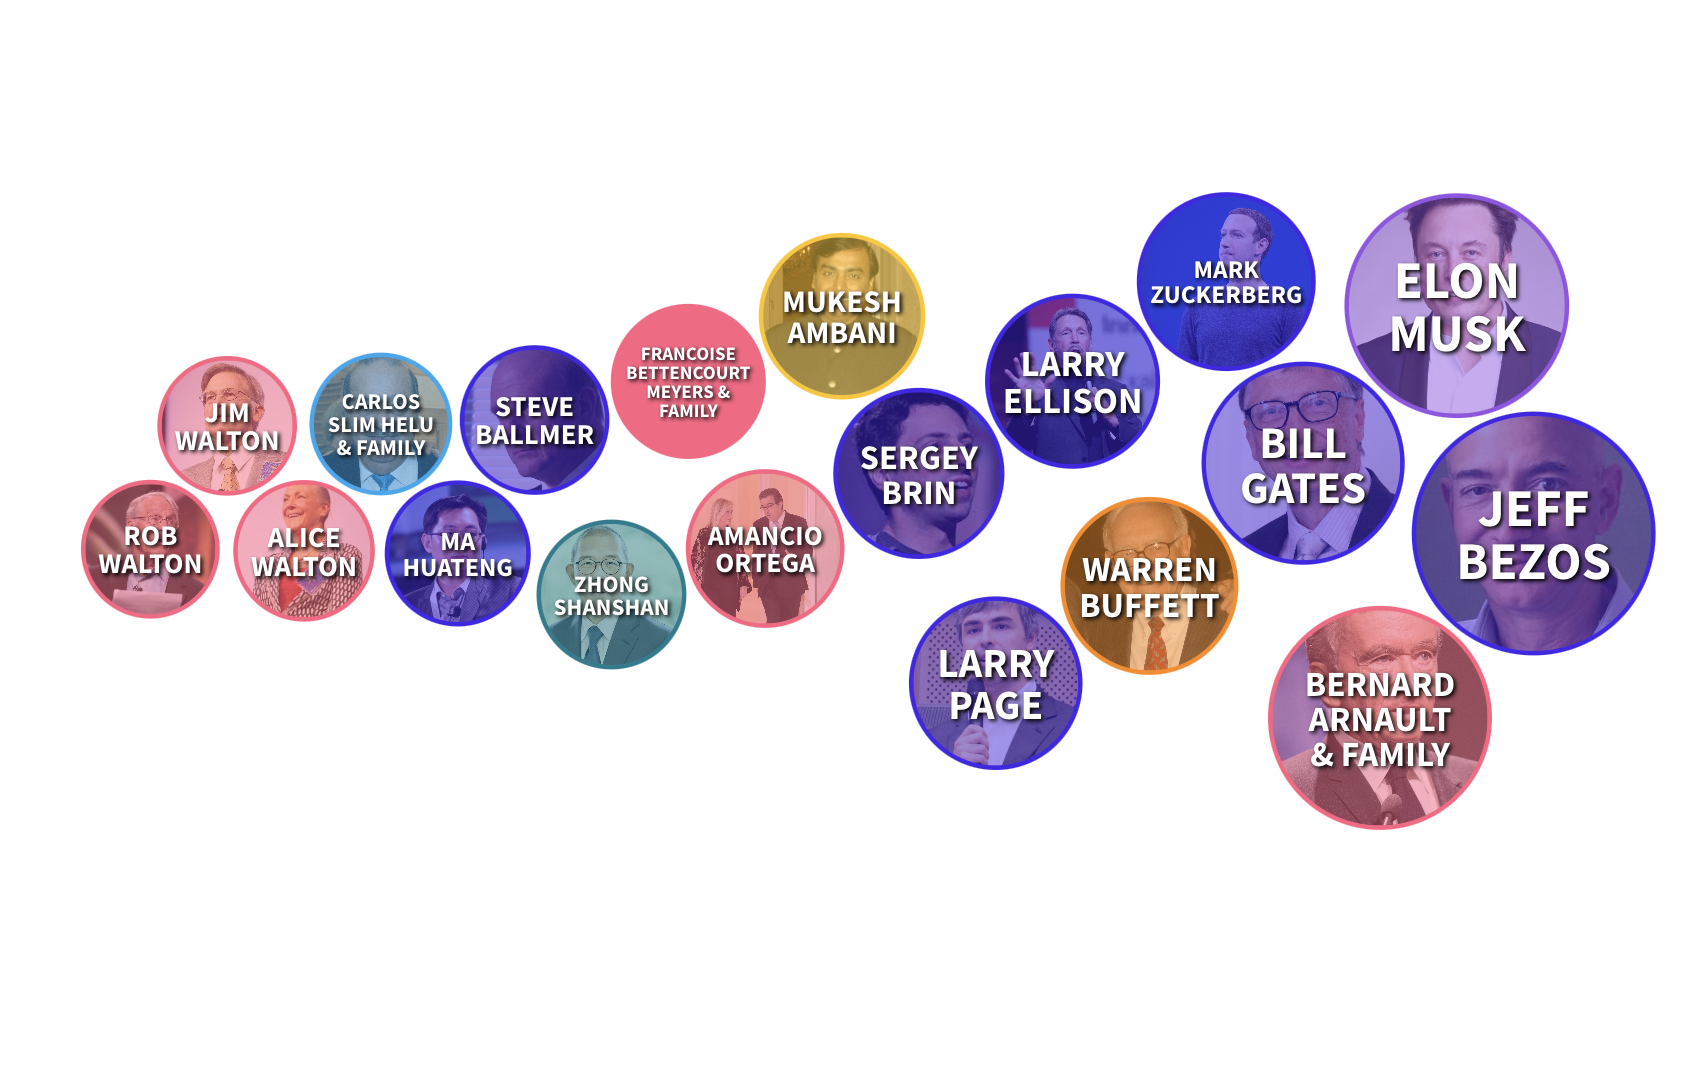 MARK
ZUCKERBERG
ELON
MUSK
MUKESH
AMBANI
LARRY
ELLISON
FRANCOISE
BETTENCOURT
MEYERS &
FAMILY
JIM
WALTON
CARLOS
SLIM HELU
& FAMILY
STEVE
BALLMER
SERGEY
BRIN
BILL
GATES
JEFF
BEZOS
ROB
WALTON
ALICE
WALTON
MA
HUATENG
ZHONG
SHANSHAN
AMANCIO
ORTEGA
WARREN
BUFFETT
LARRY
PAGE
BERNARD
ARNAULT
& FAMILY